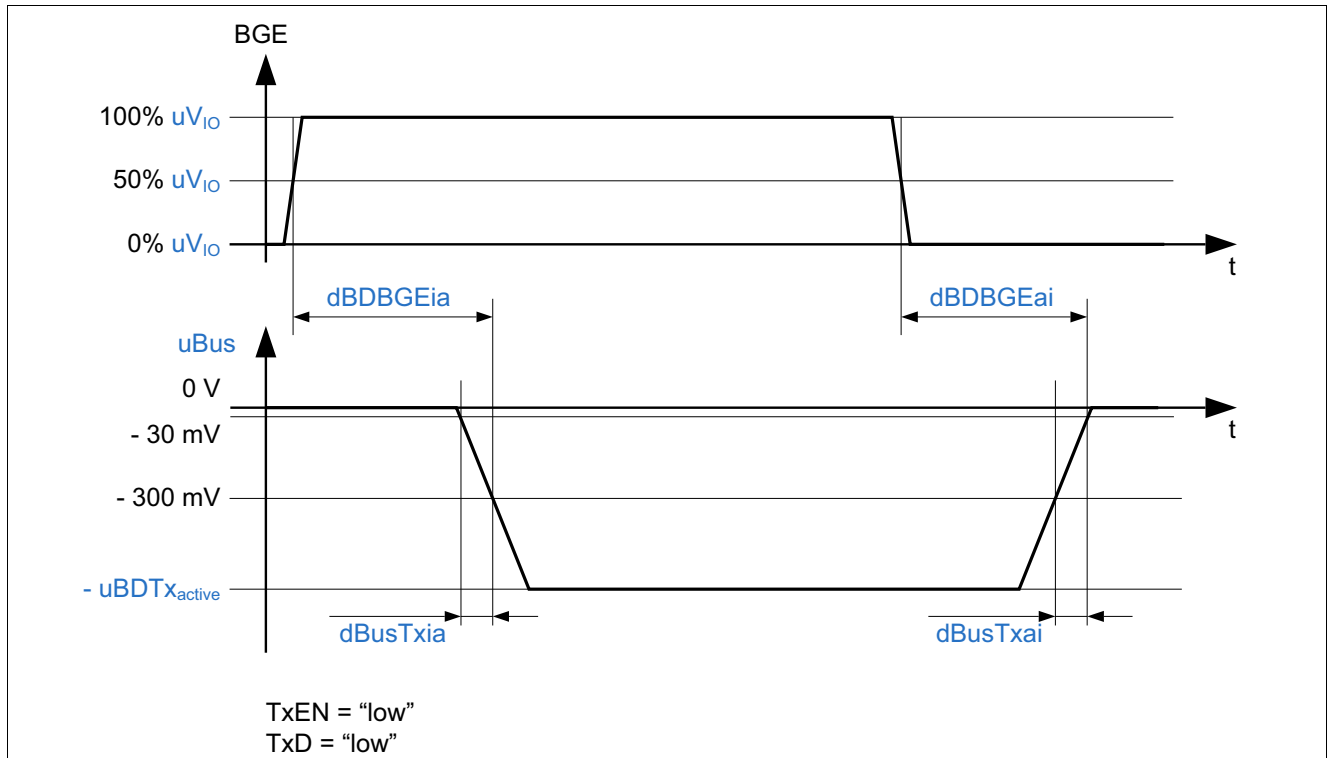 BGE
100% uVIO
50% uVIO
0% uVIO
t
dBDBGEia
dBDBGEai
uBus
0 V
- 30 mV
t
- 300 mV
- uBDTxactive
dBusTxia
dBusTxai
TxEN = “low”
TxD = “low”